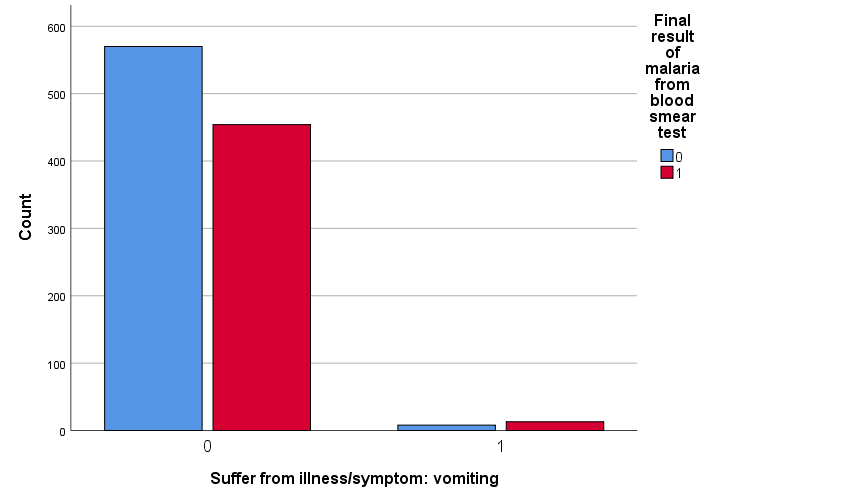 600
500
400
300
200
100
0
Count
0
1
Suffer from illness/symptom: vomiting
Final
result
of
malaria
from
blood
smear
test
0
1